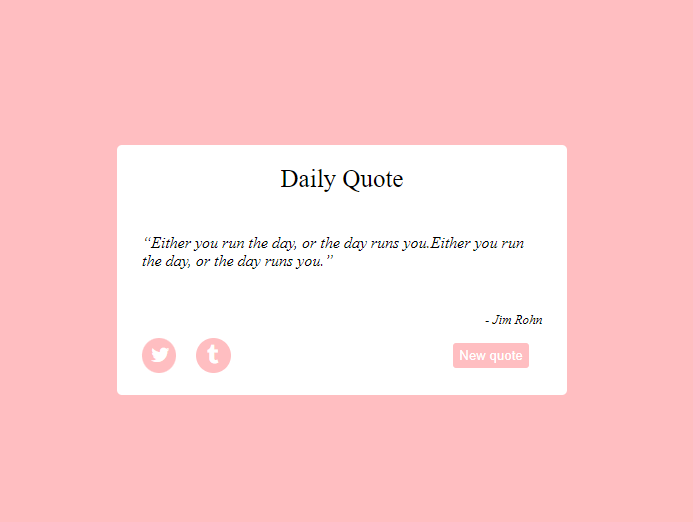 Daily Quote
“Either you run the day, or the day runs you.Either you run
the day, or the day runs you.”
- Jim Rohn
New quote